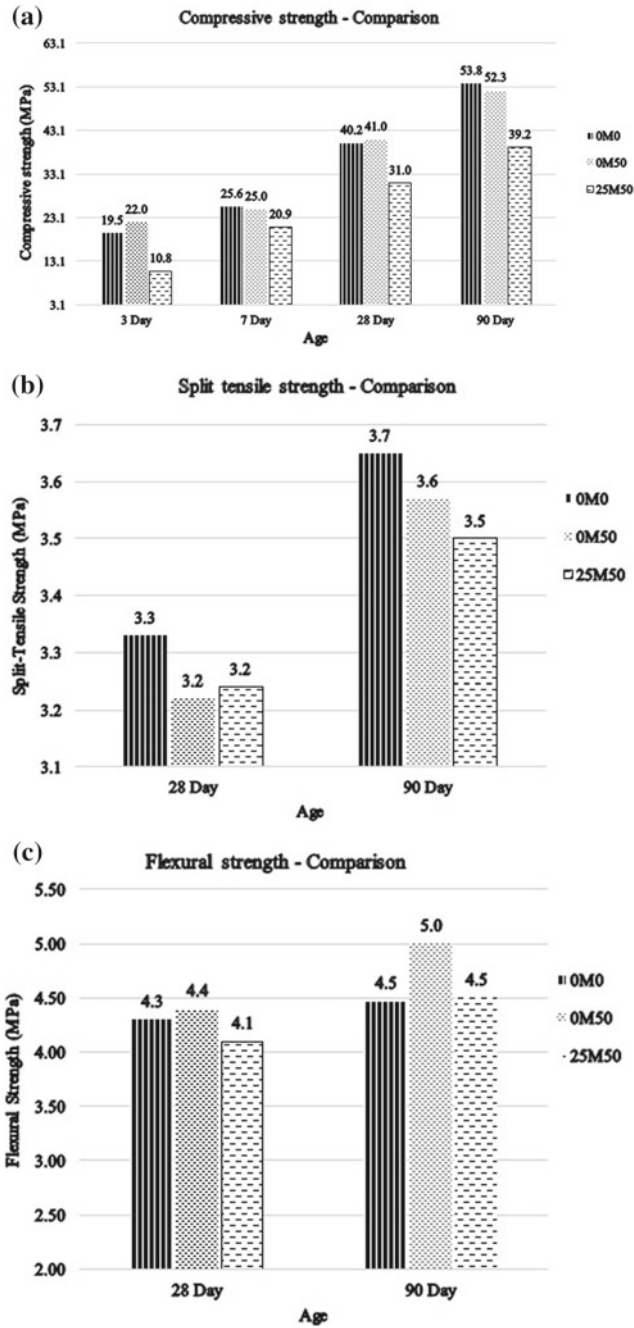 (a)
Compressive strength - Comparison
Compressive strength (MPa)
63.1
53.1
43.1
33.1
23.1
13.1
3.1
19.5 22.0 10.8
25.6 25.0 20.9
40.2 41.0 31.0
53.8 52.3 39.2
3 Day 7 Day 28 Day 90 Day
Age
0M0
0M50
25M50
(b)
Split tensile strength - Comparison
Split-Tensile Strength (MPa)
3.7
3.6
3.5
3.4
3.3
3.2
3.1
3.3 3.2 3.2
3.7 3.6 3.5
28 Day 90 Day
Age
0M0
0M50
25M50
(c)
Flexural strength - Comparison
Flexural Strength (MPa)
5.50
5.00
4.50
4.00
3.50
3.00
2.50
2.00
4.3 4.4 4.1
4.5 5.0 4.5
28 Day 90 Day
Age
0M0
0M50
25M50